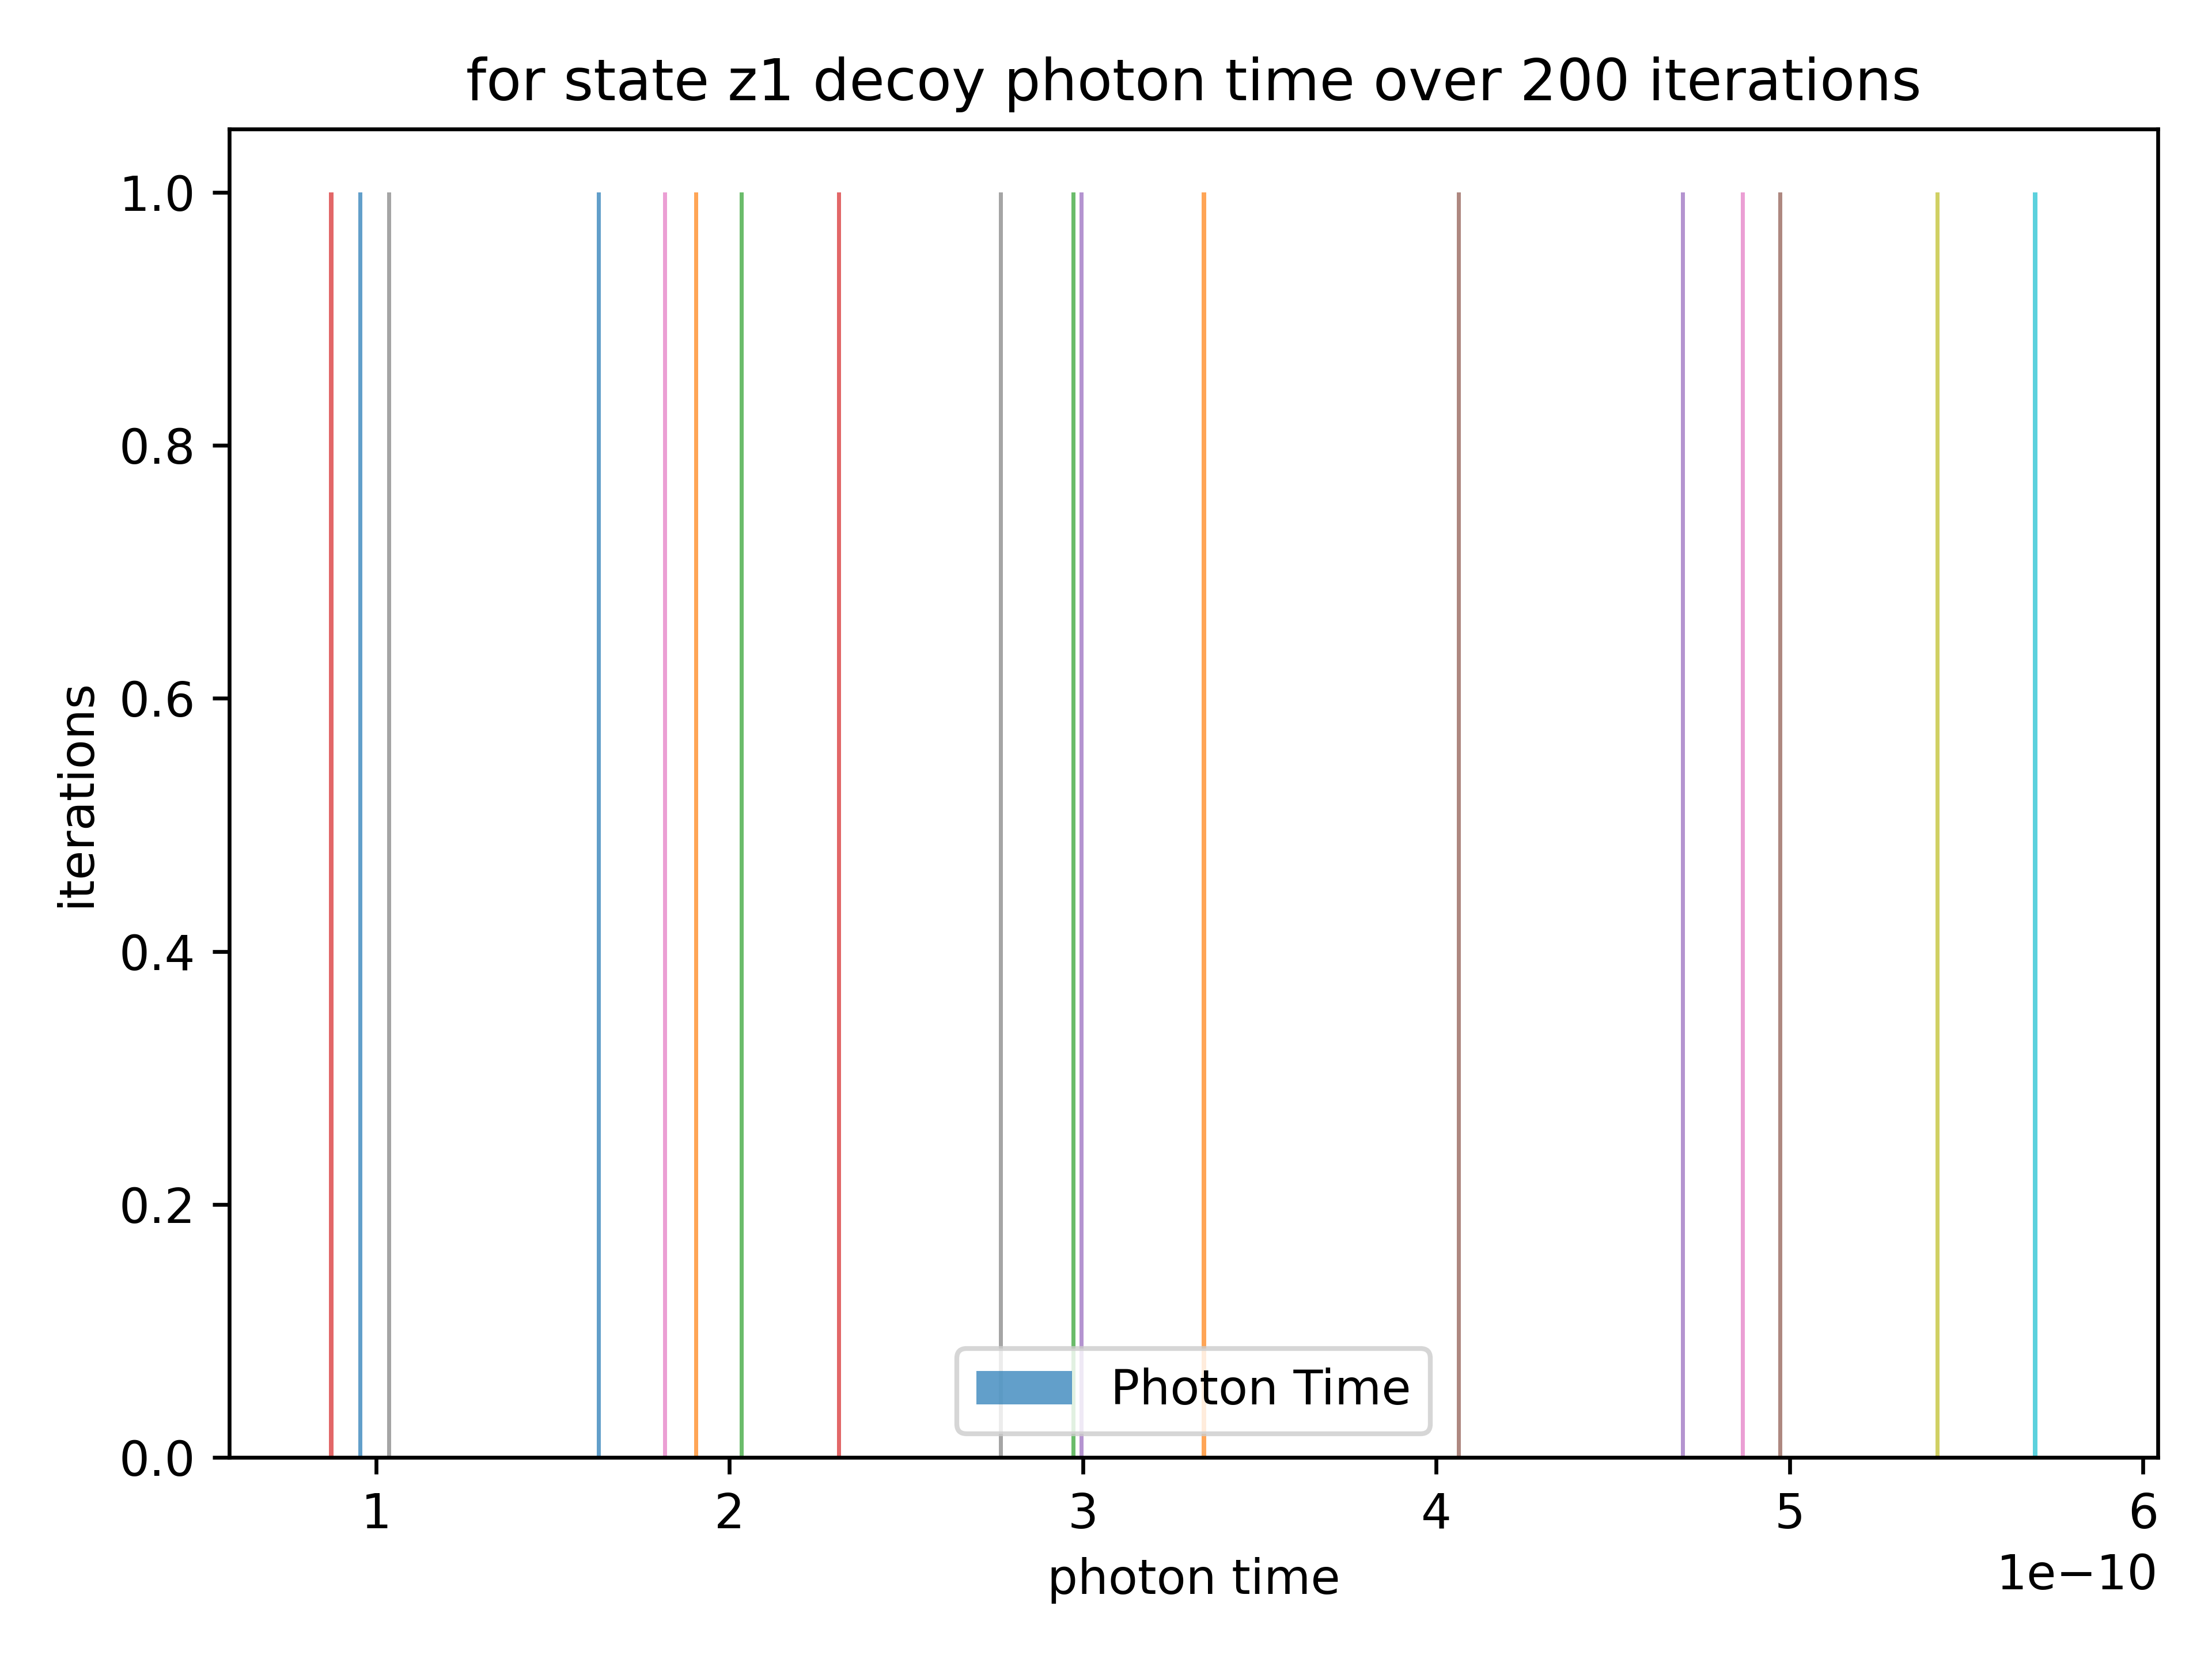 for state z1 decoy photon time over 200 iterations
1.0
0.8
0.6
0.4
0.2
0.0
iterations
Photon Time
1 2 3 4 5 6
photon time
1e−10